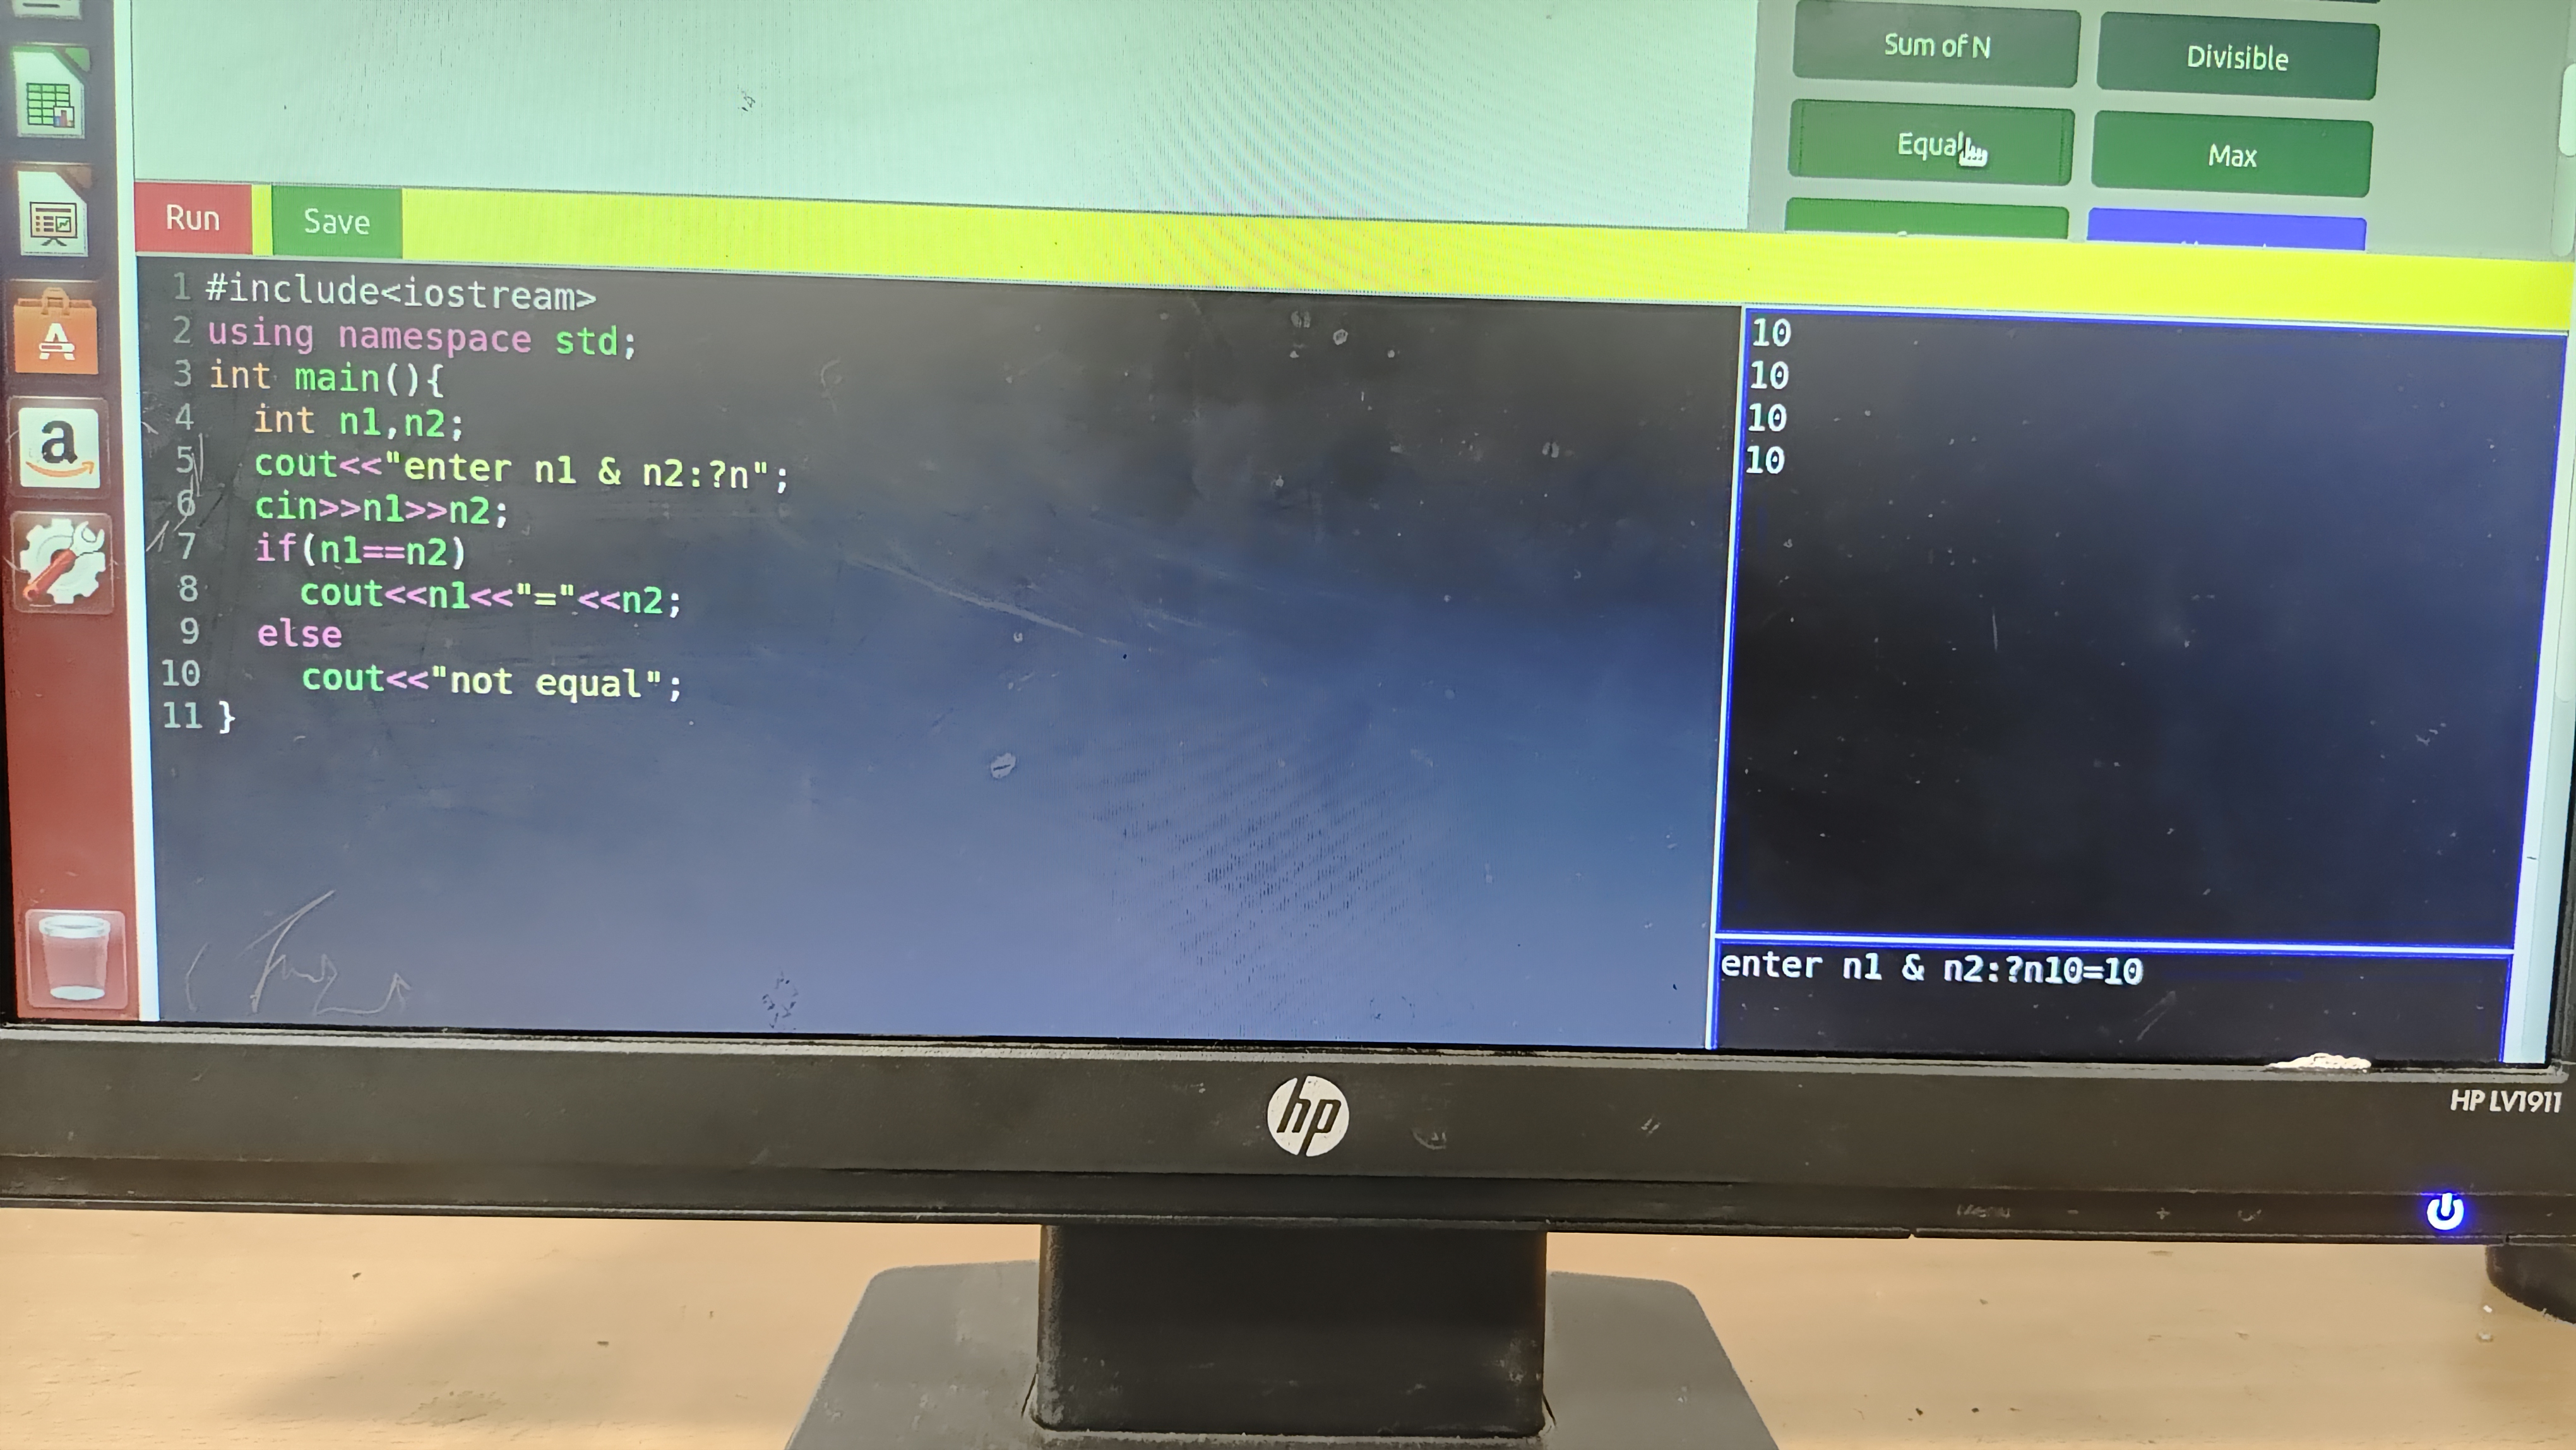 Sum of N
Divisible
Equal
Max
Run
Save
1 #include<iostream>
2 using namespace std;
3 int main(){
4 int n1,n2;
5 cout<<"enter n1 & n2:?n";
6 cin>>n1>>n2;
7 if(n1==n2)
8 cout<<n1<<"="<<n2;
9 else
10 cout<<"not equal";
11 }
10
10
10
10
enter n1 & n2:?n10=10
a
hp
HP LV1911